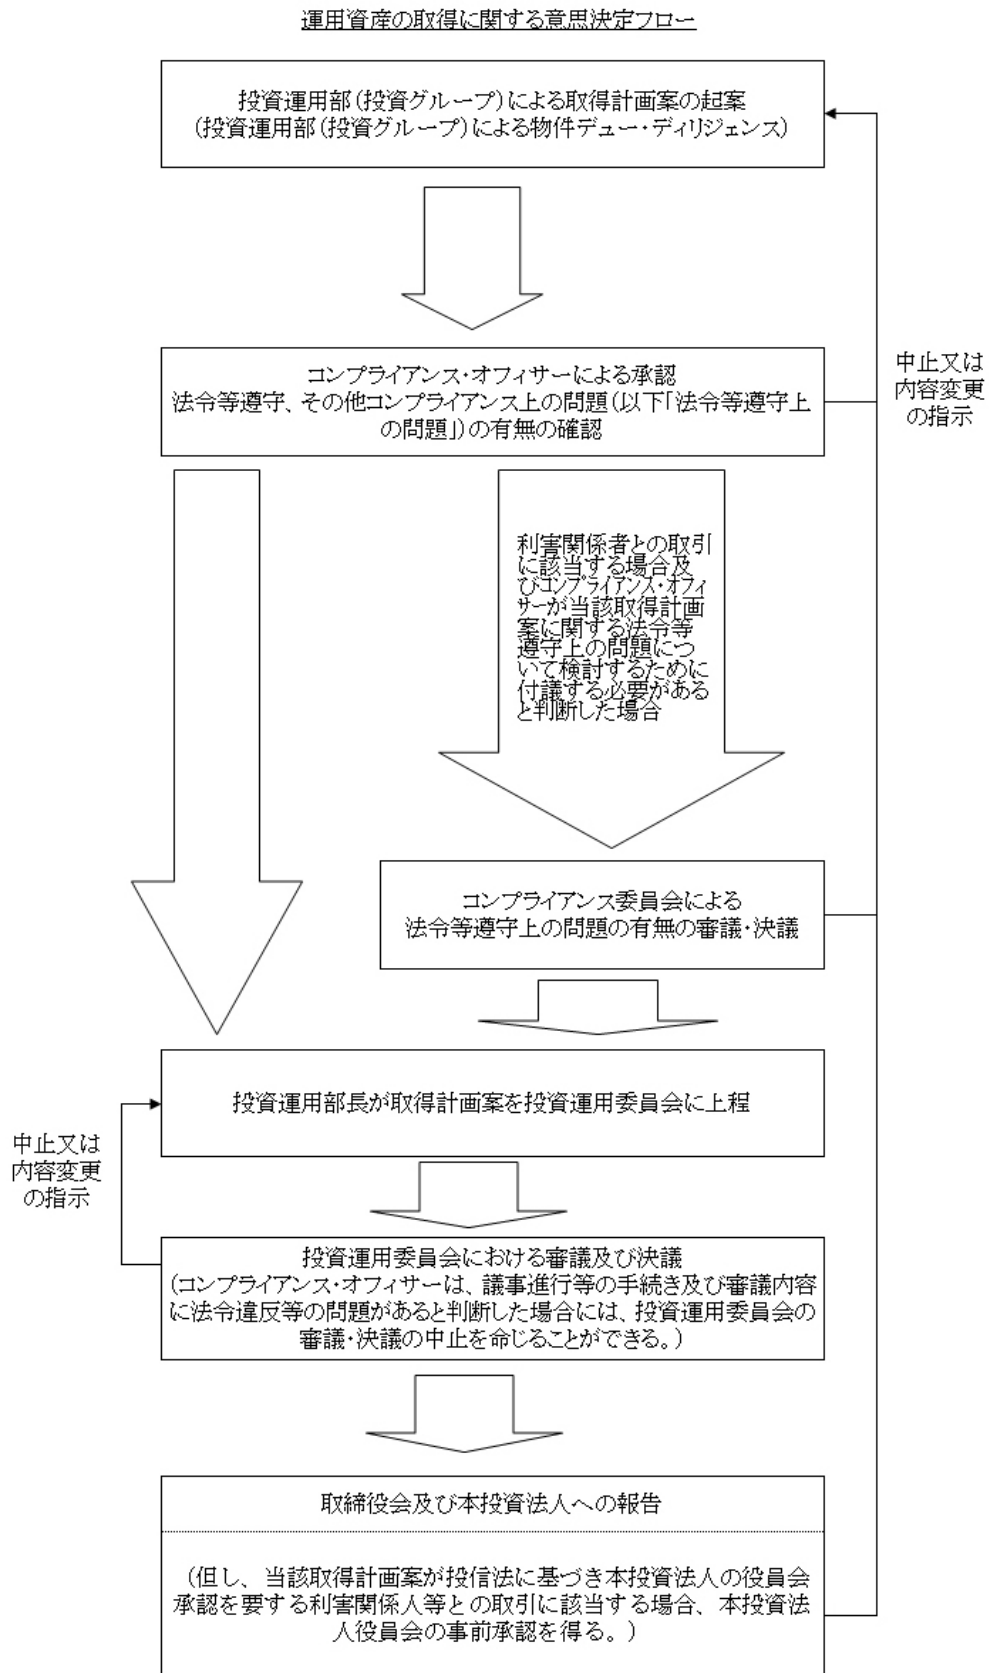 運用資産の取得に関する意思決定フロー
投資運用部(投資グループ)による取得計画案の起案
(投資運用部(投資グループ)による物件デュー・ディリジェンス)
コンプライアンス・オフィサーによる承認
法令等遵守、その他コンプライアンス上の問題(以下「法令等遵守上
の問題」)の有無の確認
中止又は
内容変更
の指示
利害関係者との取引
に該当する場合及
びコンプライアンス・オフィ
サーが当該取得計画
案に関する法令等
遵守上の問題につ
いて検討するために
付議する必要がある
と判断した場合
コンプライアンス委員会による
法令等遵守上の問題の有無の審議・決議
投資運用部長が取得計画案を投資運用委員会に上程
中止又は
内容変更
の指示
投資運用委員会における審議及び決議
(コンプライアンス・オフィサーは、議事進行等の手続き及び審議内容
に法令違反等の問題があると判断した場合には、投資運用委員会の
審議・決議の中止を命じることができる。)
取締役会及び本投資法人への報告
(但し、当該取得計画案が投信法に基づき本投資法人の役員会
承認を要する利害関係人等との取引に該当する場合、本投資法
人役員会の事前承認を得る。)